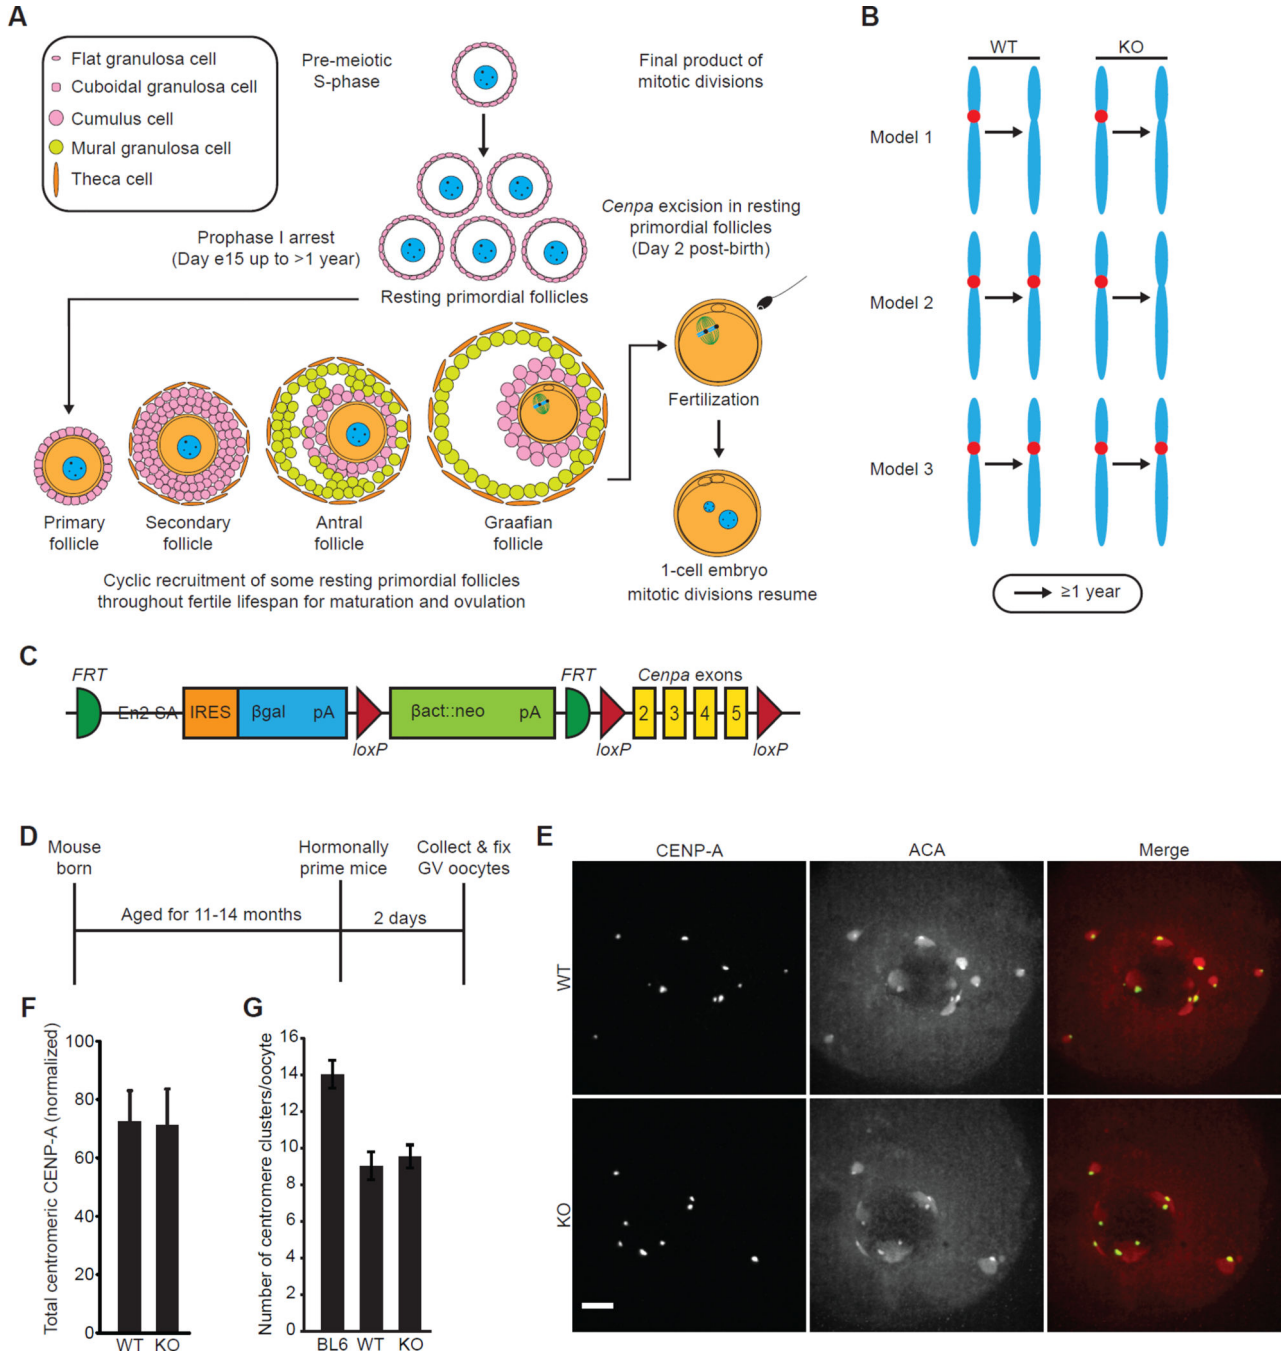 A
Flat granulosa cell
Cuboidal granulosa cell
Cumulus cell
Mural granulosa cell
Theca cell
Pre-meiotic
S-phase
Final product of
mitotic divisions
Prophase I arrest
(Day e15 up to >1 year)
Cenpa excision in resting
primordial follicles
(Day 2 post-birth)
Resting primordial follicles
Primary
follicle
Secondary
follicle
Antral
follicle
Graafian
follicle
Fertilization
1-cell embryo
mitotic divisions resume
Cyclic recruitment of some resting primordial follicles
throughout fertile lifespan for maturation and ovulation
B
WT
KO
Model 1
Model 2
Model 3
≥1 year
C
FRT
En2 SA
IRES
βgal
pA
loxP
βact::neo
pA
FRT
loxP
Cenpa exons
2
3
4
5
loxP
D
Mouse
born
Hormonally
prime mice
Collect & fix
GV oocytes
Aged for 11-14 months
2 days
E
CENP-A
ACA
Merge
WT
KO
F
Total centromeric CENP-A (normalized)
100
80
60
40
20
0
WT
KO
G
Number of centromere clusters/oocyte
16
14
12
10
8
6
4
2
0
BL6
WT
KO